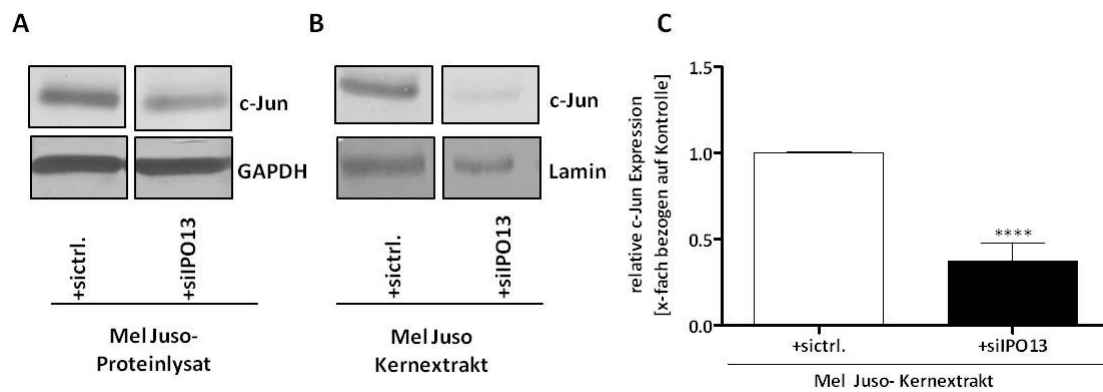 A
c-Jun
GAPDH
+sictrl.
+siIPO13
Mel Juso-
Proteinlysat
B
c-Jun
Lamin
+sictrl.
+siIPO13
Mel Juso
Kernextrakt
C
relative c-Jun Expression
[x-fach bezogen auf Kontrolle]
1.5
1.0
0.5
0.0
****
+sictrl.
+siIPO13
Mel Juso- Kernextrakt